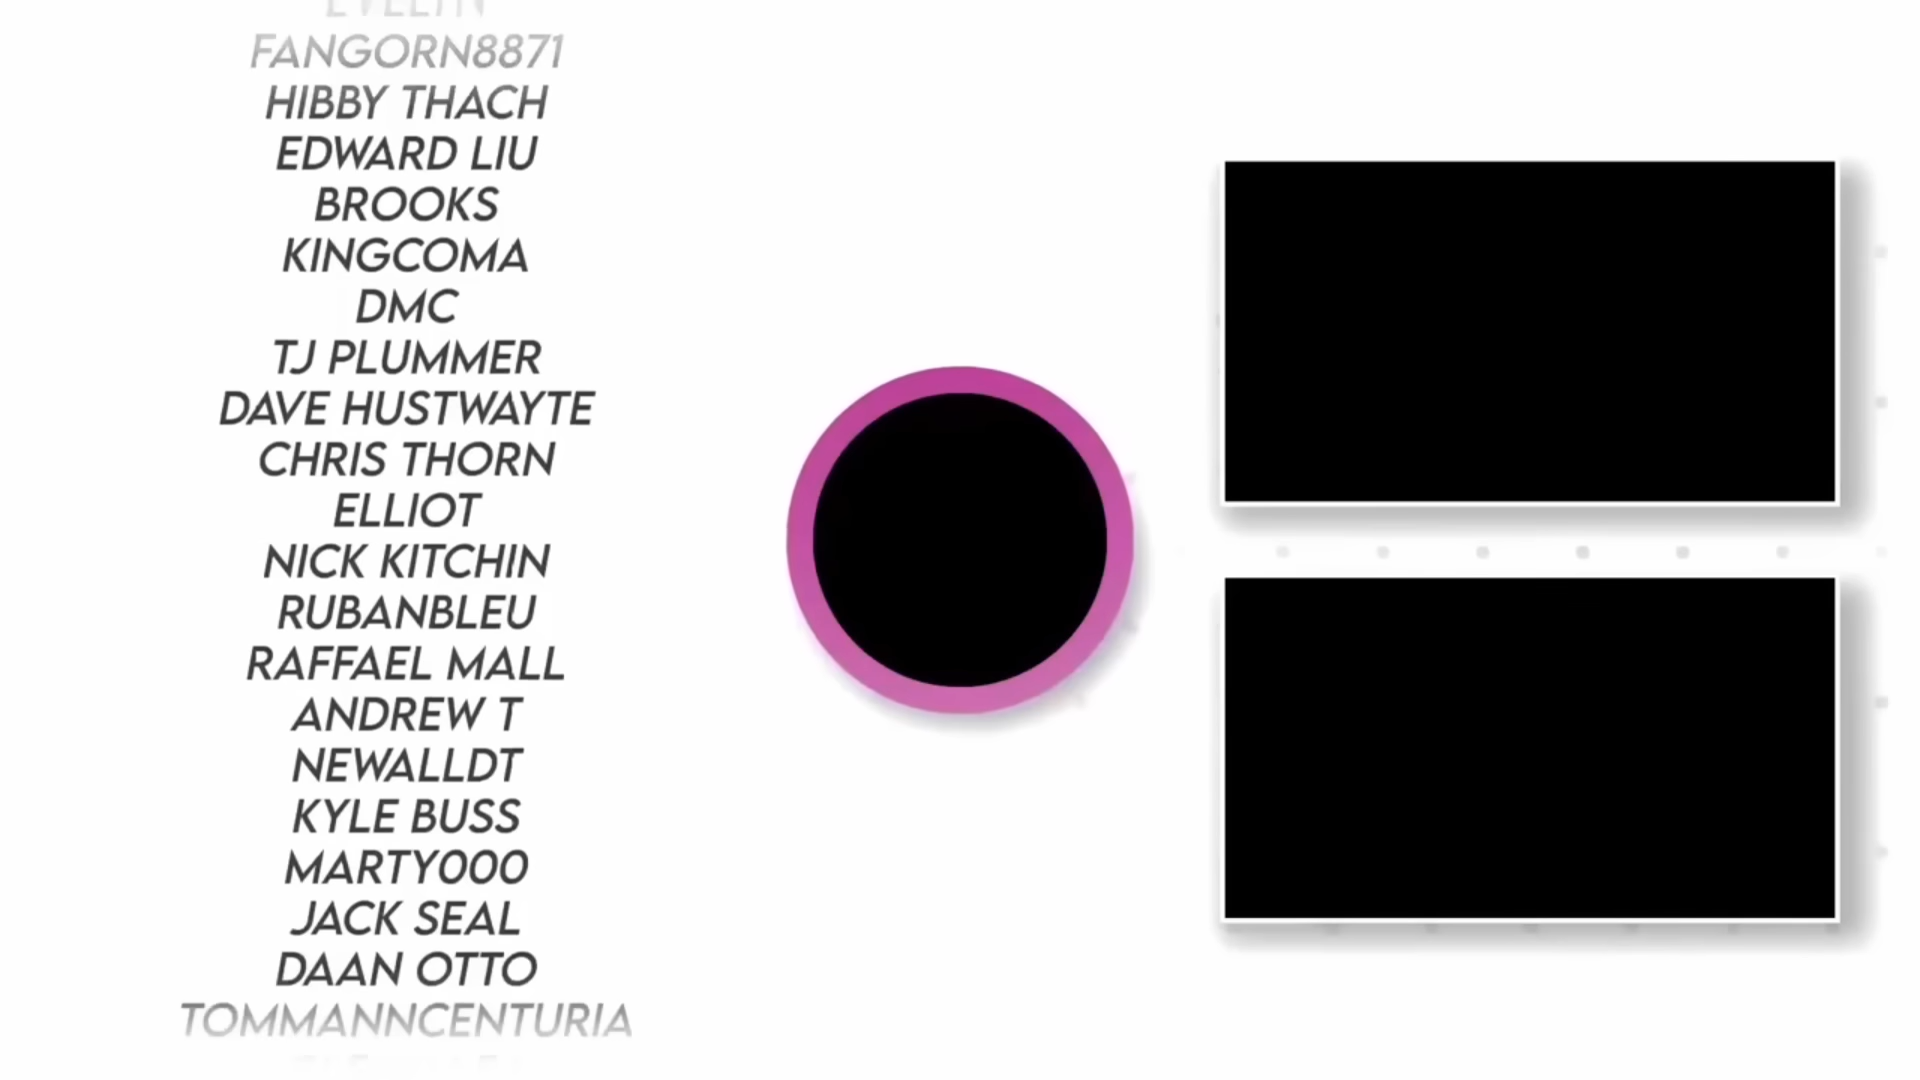 EVELYN
FANGORN8871
HIBBY THACH
EDWARD LIU
BROOKS
KINGCOMA
DMC
TJ PLUMMER
DAVE HUSTWAYTE
CHRIS THORN
ELLIOT
NICK KITCHIN
RUBANBLEU
RAFFAEL MALL
ANDREW T
NEWALLDT
KYLE BUSS
MARTY000
JACK SEAL
DAAN OTTO
TOMMANNCENTURIA